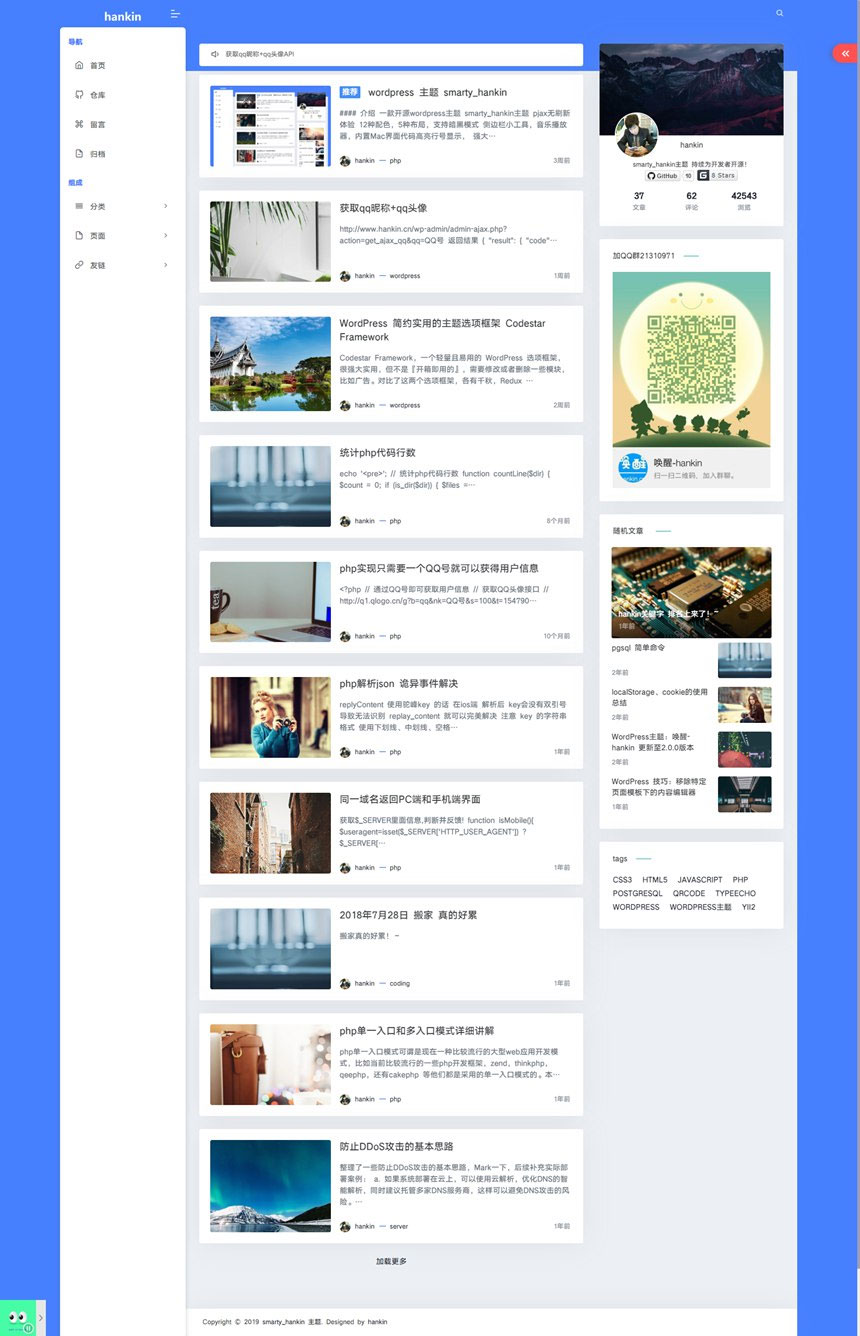 hankin
导航
首页
仓库
留言
归档
组成
分类
页面
友链
获取qq昵称+qq头像API
推荐 wordpress 主题 smarty_hankin
#### 介绍 一款开源wordpress主题 smarty_hankin主题 pjax无刷新
体验 12种配色，5种布局，支持暗黑模式 侧边栏小工具，音乐播放
器，内置Mac界面代码高亮行号显示， 强大…
hankin — php
3周前
获取qq昵称+qq头像
http://www.hankin.cn/wp-admin/admin-ajax.php?
action=get_ajax_qq&qq=QQ号 返回结果 { "result": { "code"…
hankin — wordpress
1周前
WordPress 简约实用的主题选项框架 Codestar
Framework
Codestar Framework，一个轻量且易用的 WordPress 选项框架，
很强大实用，但不是『开箱即用的』，需要修改或者删除一些模块，
比如广告。对比了这两个选项框架，各有千秋，Redux …
hankin — wordpress
2周前
统计php代码行数
echo '<pre>'; // 统计php代码行数 function countLine($dir) {
$count = 0; if (is_dir($dir)) { $files =…
hankin — php
8个月前
php实现只需要一个QQ号就可以获得用户信息
<?php // 通过QQ号即可获取用户信息 // 获取QQ头像接口 //
http://q1.qlogo.cn/g?b=qq&nk=QQ号&s=100&t=154790…
hankin — php
10个月前
php解析json 诡异事件解决
replyContent 使用驼峰key 的话 在ios端 解析后 key会没有双引号
导致无法识别 replay_content 就可以完美解决 注意 key 的字符串
格式 使用下划线、中划线、空格…
hankin — php
1年前
同一域名返回PC端和手机端界面
获取$_SERVER里面信息,判断并反馈! function isMobile(){
$useragent=isset($_SERVER['HTTP_USER_AGENT']) ?
$_SERVER[…
hankin — php
1年前
2018年7月28日 搬家 真的好累
搬家真的好累! ~
hankin — coding
1年前
php单一入口和多入口模式详细讲解
php单一入口模式可谓是现在一种比较流行的大型web应用开发模
式，比如当前比较流行的一些php开发框架，zend，thinkphp，
qeephp，还有cakephp 等他们都是采用的单一入口模式的。本…
hankin — php
1年前
防止DDoS攻击的基本思路
整理了一些防止DDoS攻击的基本思路，Mark一下，后续补充实际部
署案例： a. 如果系统部署在云上，可以使用云解析，优化DNS的智
能解析，同时建议托管多家DNS服务商，这样可以避免DNS攻击的风
险。…
hankin — server
1年前
加载更多
hankin
smarty_hankin主题 持续为开发者开源!
GitHub 10 8 Stars
37 62 42543
文章 评论 浏览
加QQ群21310971
唤醒
唤醒-hankin
扫一扫二维码，加入群聊。
随机文章
hankin关键字 排名上来了! ~
1年前
pgsql 简单命令
2年前
localStorage、cookie的使用
总结
2年前
WordPress主题：唤醒-
hankin 更新至2.0.0版本
2年前
WordPress 技巧：移除特定
页面模板下的内容编辑器
1年前
tags
CSS3 HTML5 JAVASCRIPT PHP
POSTGRESQL QRCODE TYPEECHO
WORDPRESS WORDPRESS主题 YII2
Copyright © 2019 smarty_hankin 主题. Designed by hankin